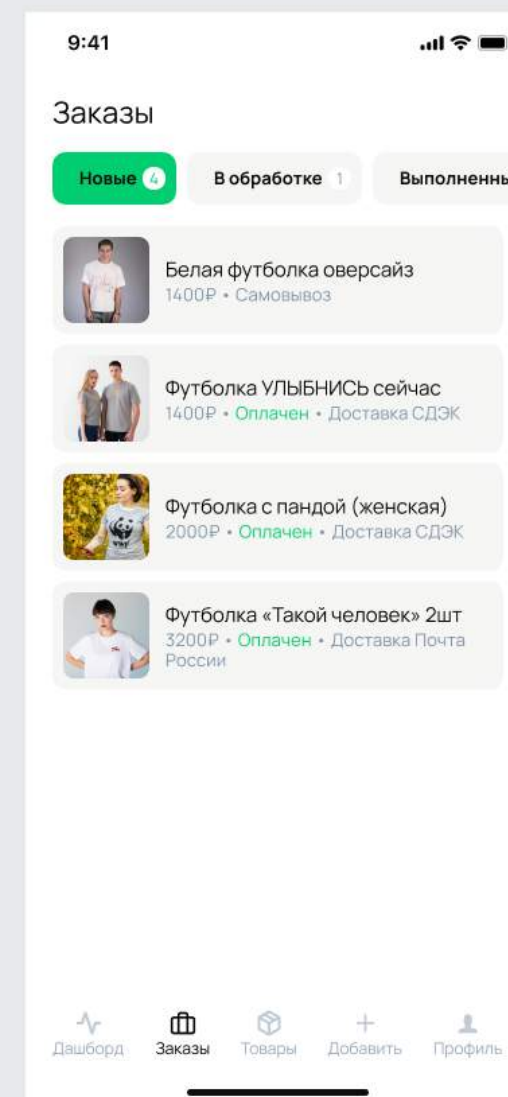 9:41
Заказы
Новые 4 В обработке 1 Выполненны
Белая футболка оверсайз
1400₽ • Самовывоз
Футболка УЛЫБНИСЬ сейчас
1400₽ • Оплачен • Доставка СДЭК
Футболка с пандой (женская)
2000₽ • Оплачен • Доставка СДЭК
Футболка «Такой человек» 2шт
3200₽ • Оплачен • Доставка Почта
России
Дашборд Заказы Товары Добавить Профиль